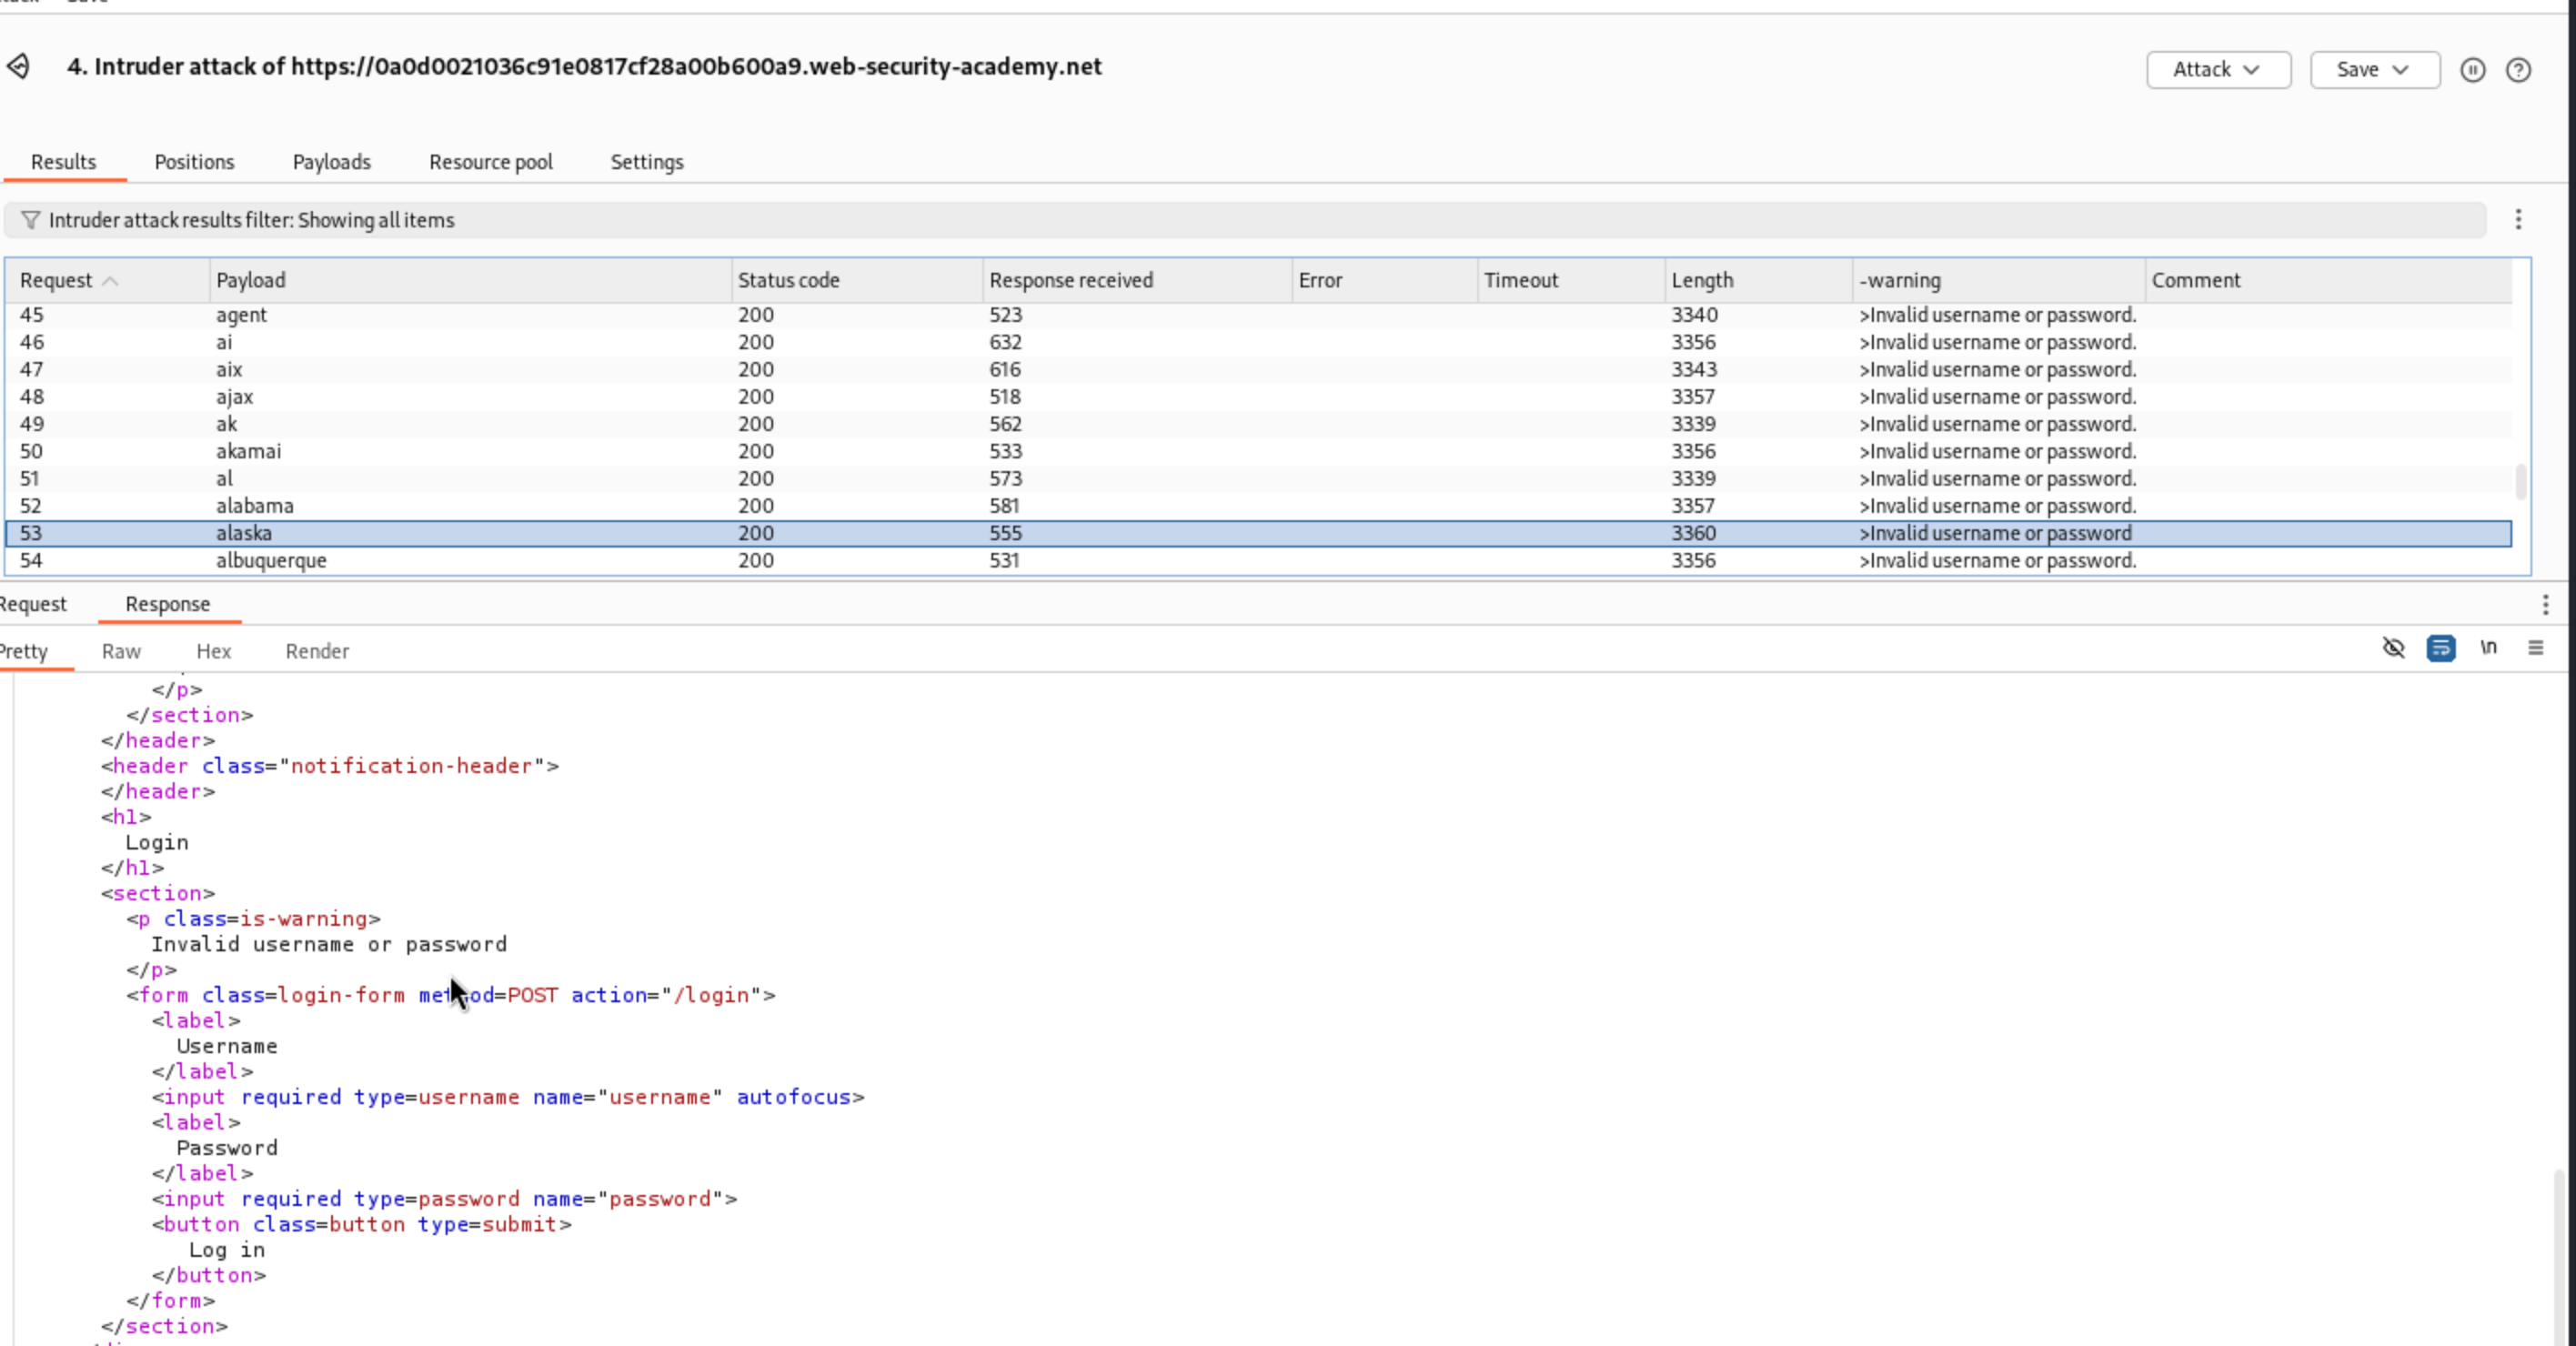 4. Intruder attack of https://0a0d0021036c91e0817cf28a00b600a9.web-security-academy.net
Attack
Save
Results Positions Payloads Resource pool Settings
Intruder attack results filter: Showing all items
Request Payload Status code Response received Error Timeout Length -warning Comment
45 agent 200 523 3340 >Invalid username or password.
46 ai 200 632 3356 >Invalid username or password.
47 aix 200 616 3343 >Invalid username or password.
48 ajax 200 518 3357 >Invalid username or password.
49 ak 200 562 3339 >Invalid username or password.
50 akamai 200 533 3356 >Invalid username or password.
51 al 200 573 3339 >Invalid username or password.
52 alabama 200 581 3357 >Invalid username or password.
53 alaska 200 555 3360 >Invalid username or password
54 albuquerque 200 531 3356 >Invalid username or password.
Request Response
Pretty Raw Hex Render \n
</p>
</section>
</header>
<header class="notification-header">
</header>
<h1>
Login
</h1>
<section>
<p class=is-warning>
Invalid username or password
</p>
<form class=login-form method=POST action="/login">
<label>
Username
</label>
<input required type=username name="username" autofocus>
<label>
Password
</label>
<input required type=password name="password">
<button class=button type=submit>
Log in
</button>
</form>
</section>